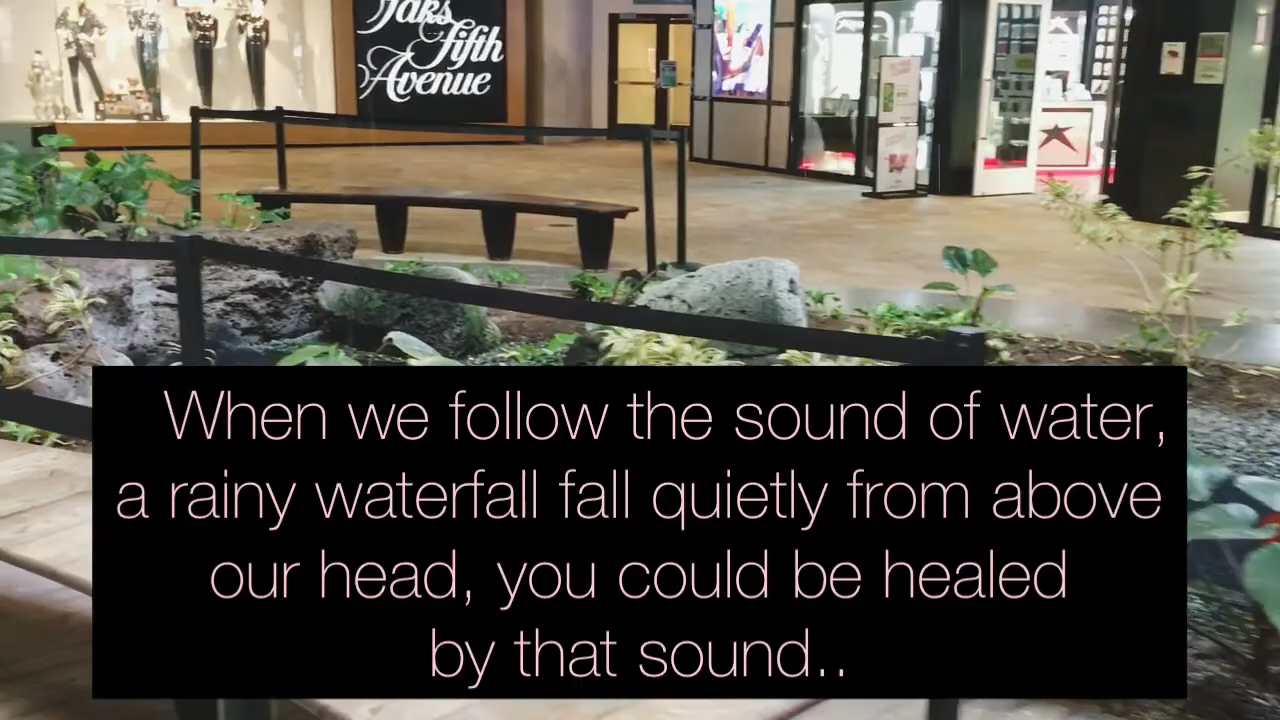 Saks
Fifth
Avenue
When we follow the sound of water,
a rainy waterfall fall quietly from above
our head, you could be healed
by that sound..